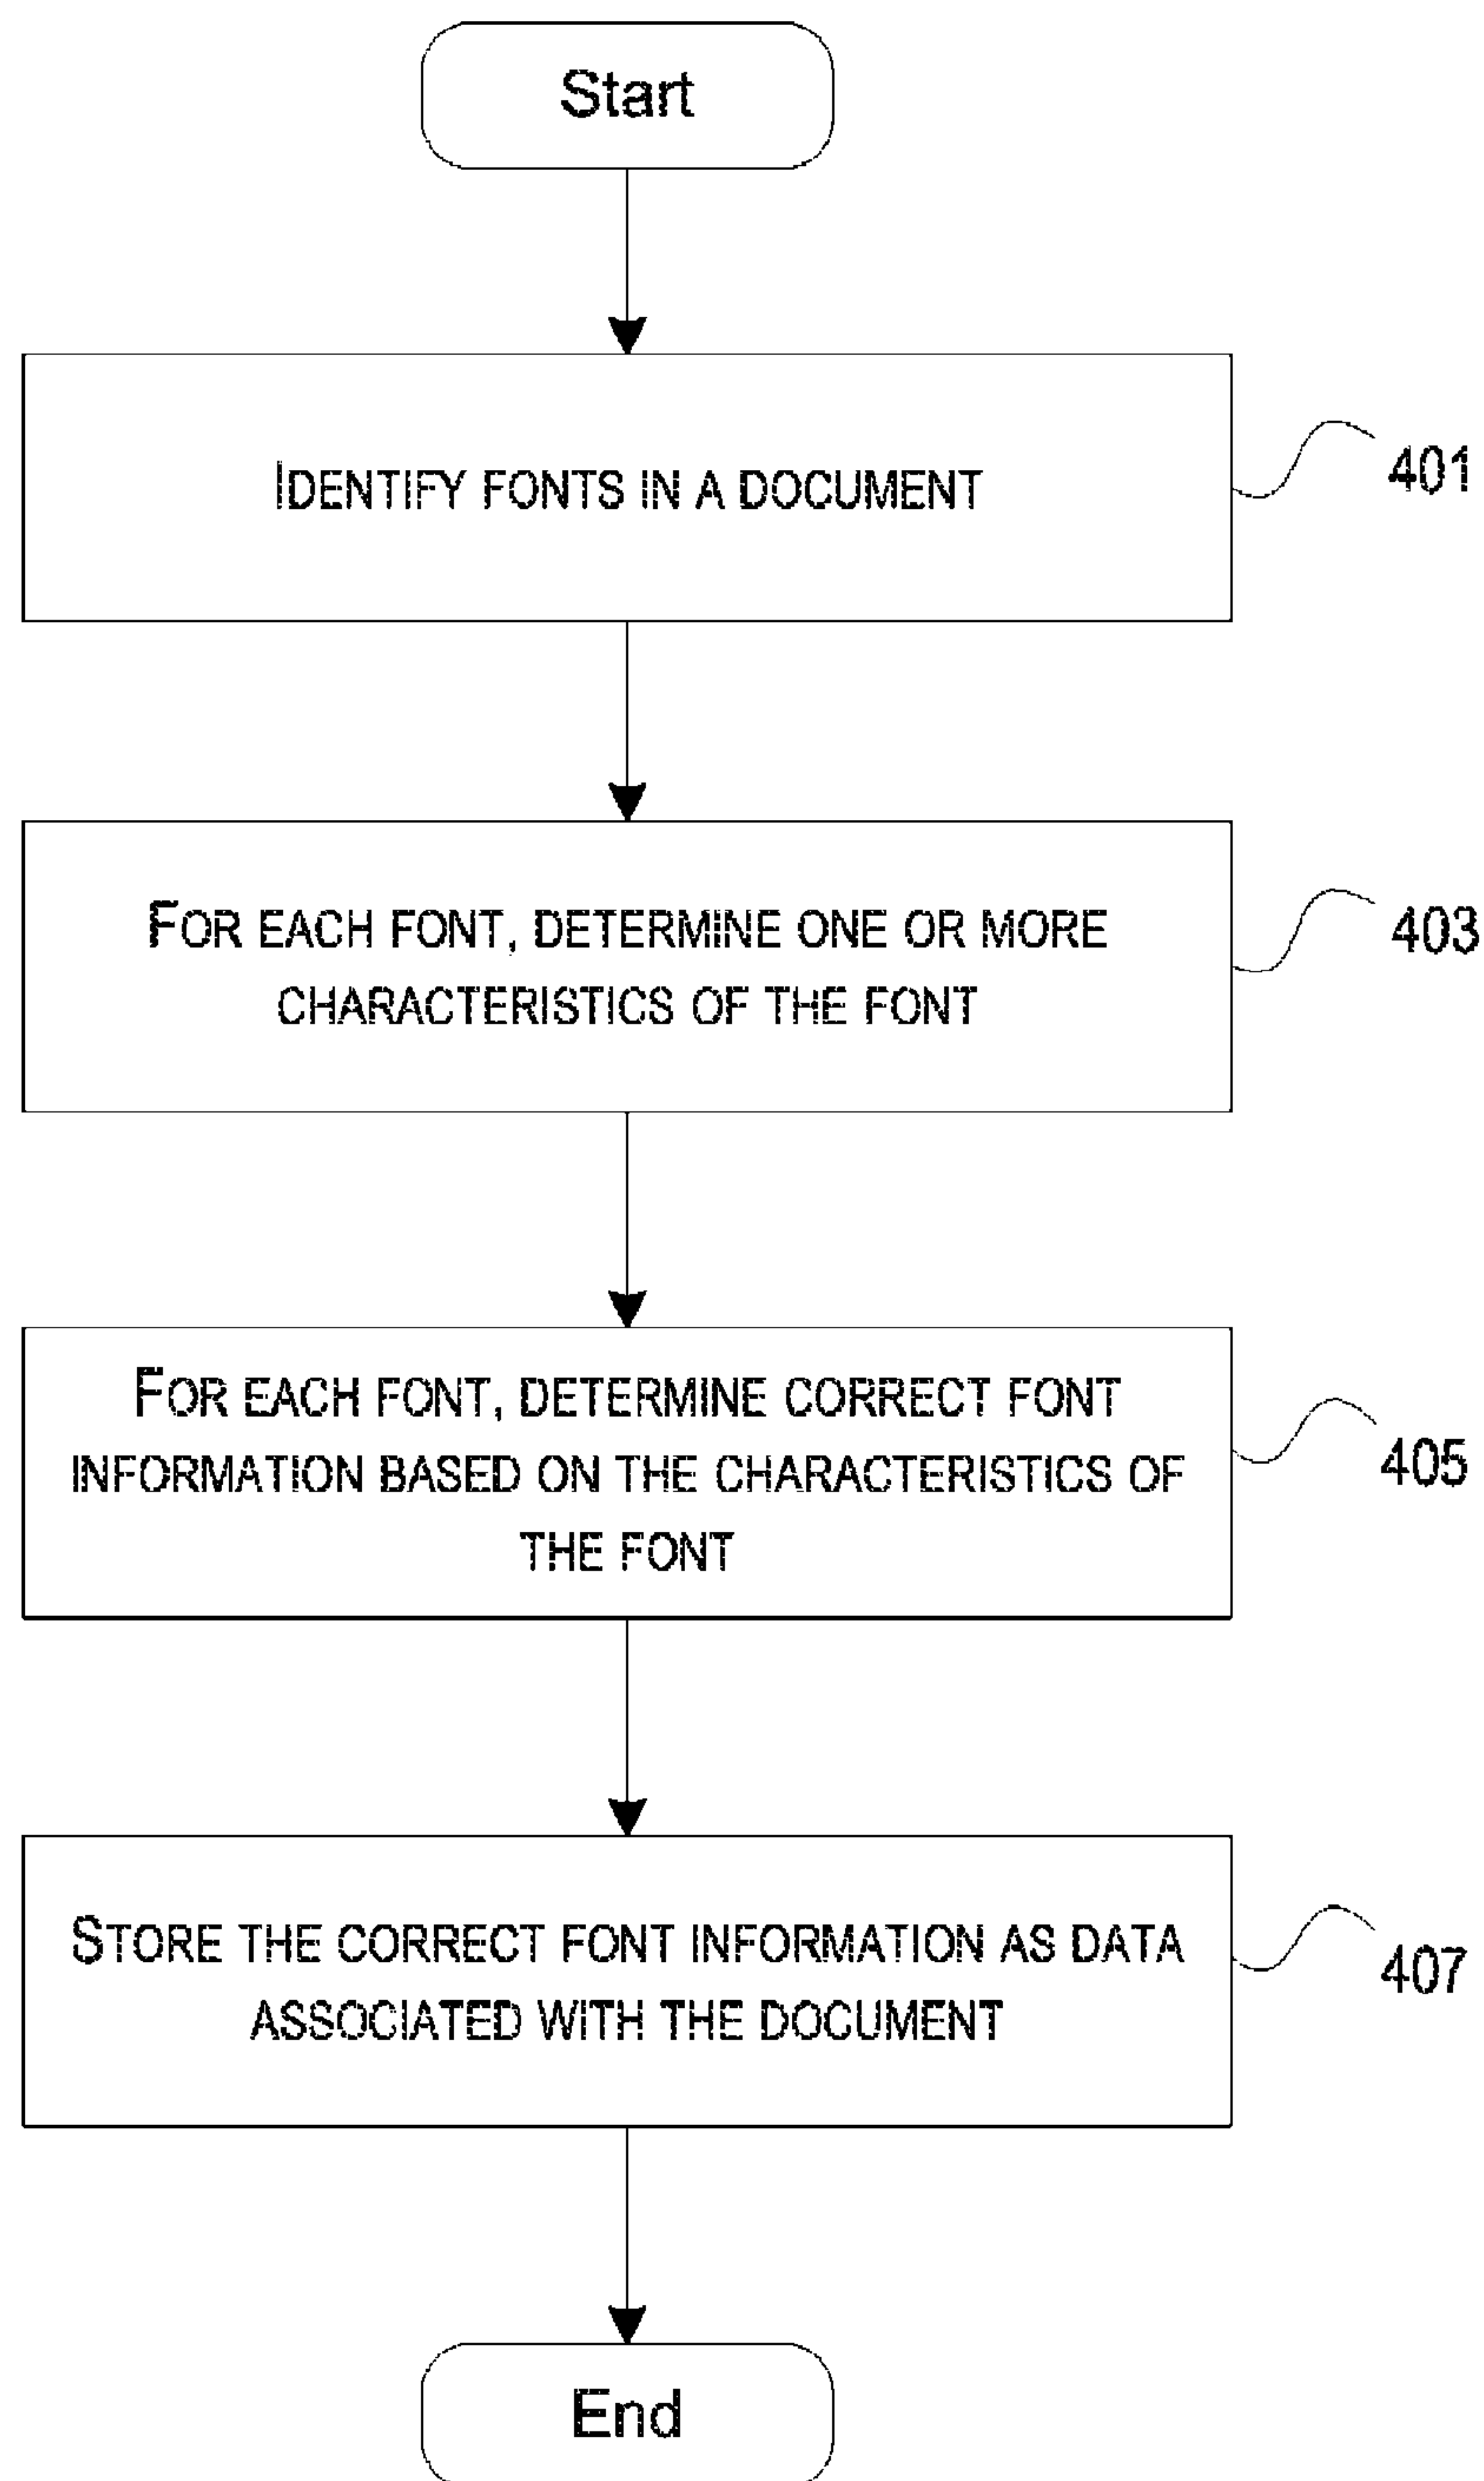 Start
IDENTIFY FONTS IN A DOCUMENT
401
FOR EACH FONT, DETERMINE ONE OR MORE
CHARACTERISTICS OF THE FONT
403
FOR EACH FONT, DETERMINE CORRECT FONT
INFORMATION BASED ON THE CHARACTERISTICS OF
THE FONT
405
STORE THE CORRECT FONT INFORMATION AS DATA
ASSOCIATED WITH THE DOCUMENT
407
End